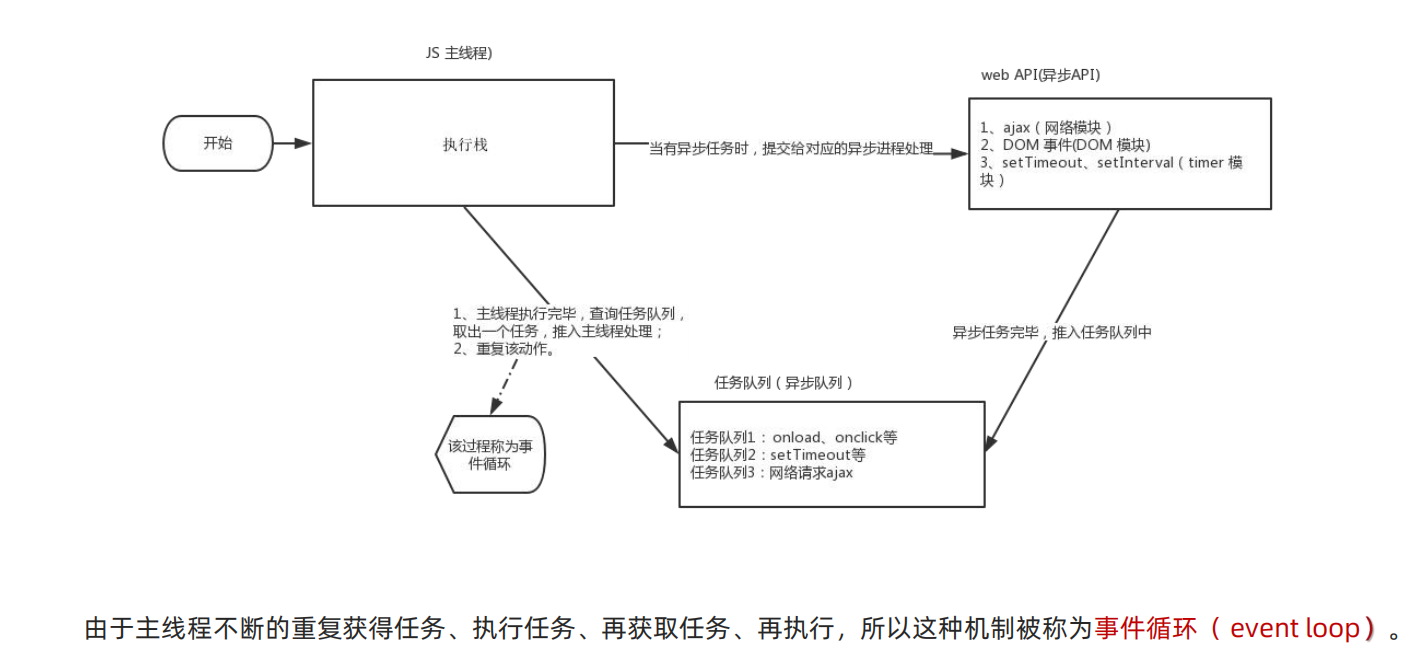 JS 主线程)
web API(异步API)
开始
执行栈
当有异步任务时，提交给对应的异步进程处理
1、ajax（网络模块）
2、DOM 事件(DOM 模块)
3、setTimeout、setInterval（timer 模
块）
1、主线程执行完毕，查询任务队列，
取出一个任务，推入主线程处理；
2、重复该动作。
异步任务完毕，推入任务队列中
任务队列（异步队列）
该过程称为事
件循环
任务队列1：onload、onclick等
任务队列2：setTimeout等
任务队列3：网络请求ajax
由于主线程不断的重复获得任务、执行任务、再获取任务、再执行，所以这种机制被称为事件循环（ event loop）。